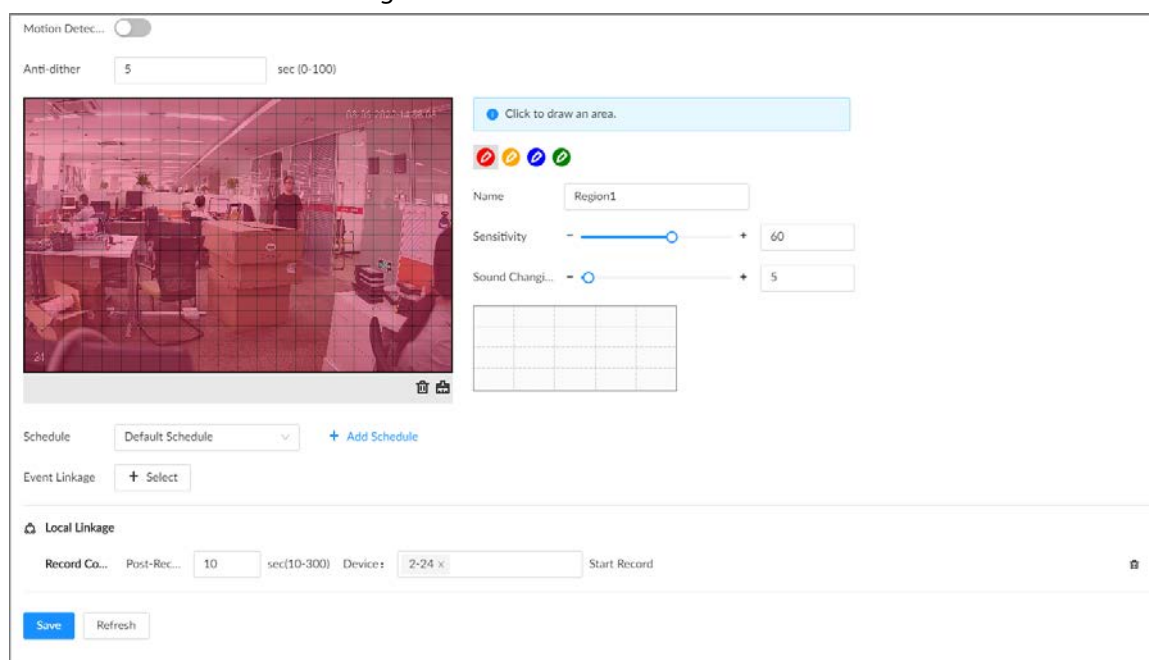 Motion Detec...
Anti-dither 5 sec (0-100)
Click to draw an area.
Name Region1
Sensitivity - + 60
Sound Changi... - + 5
24
Schedule Default Schedule + Add Schedule
Event Linkage + Select
Local Linkage
Record Co... Post-Rec... 10 sec(10-300) Device: 2-24 × Start Record
Save Refresh